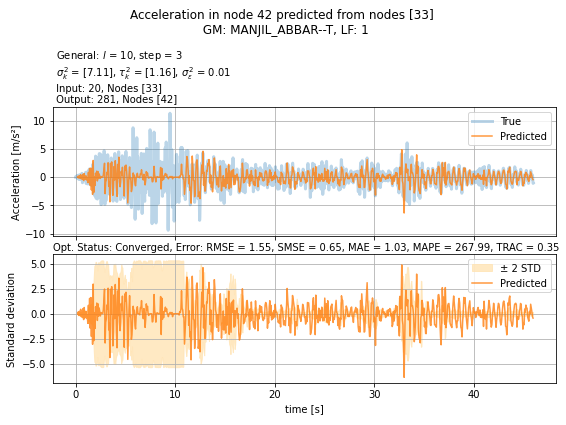 Acceleration in node 42 predicted from nodes [33]
GM: MANJIL_ABBAR--T, LF: 1
General: l = 10, step = 3
σ²ₖ = [7.11], τ²ₖ = [1.16], σ²ε = 0.01
Input: 20, Nodes [33]
Output: 281, Nodes [42]
Acceleration [m/s²]
10
5
0
−5
−10
True
Predicted
Opt. Status: Converged, Error: RMSE = 1.55, SMSE = 0.65, MAE = 1.03, MAPE = 267.99, TRAC = 0.35
Standard deviation
5.0
2.5
0.0
−2.5
−5.0
± 2 STD
Predicted
0 10 20 30 40
time [s]